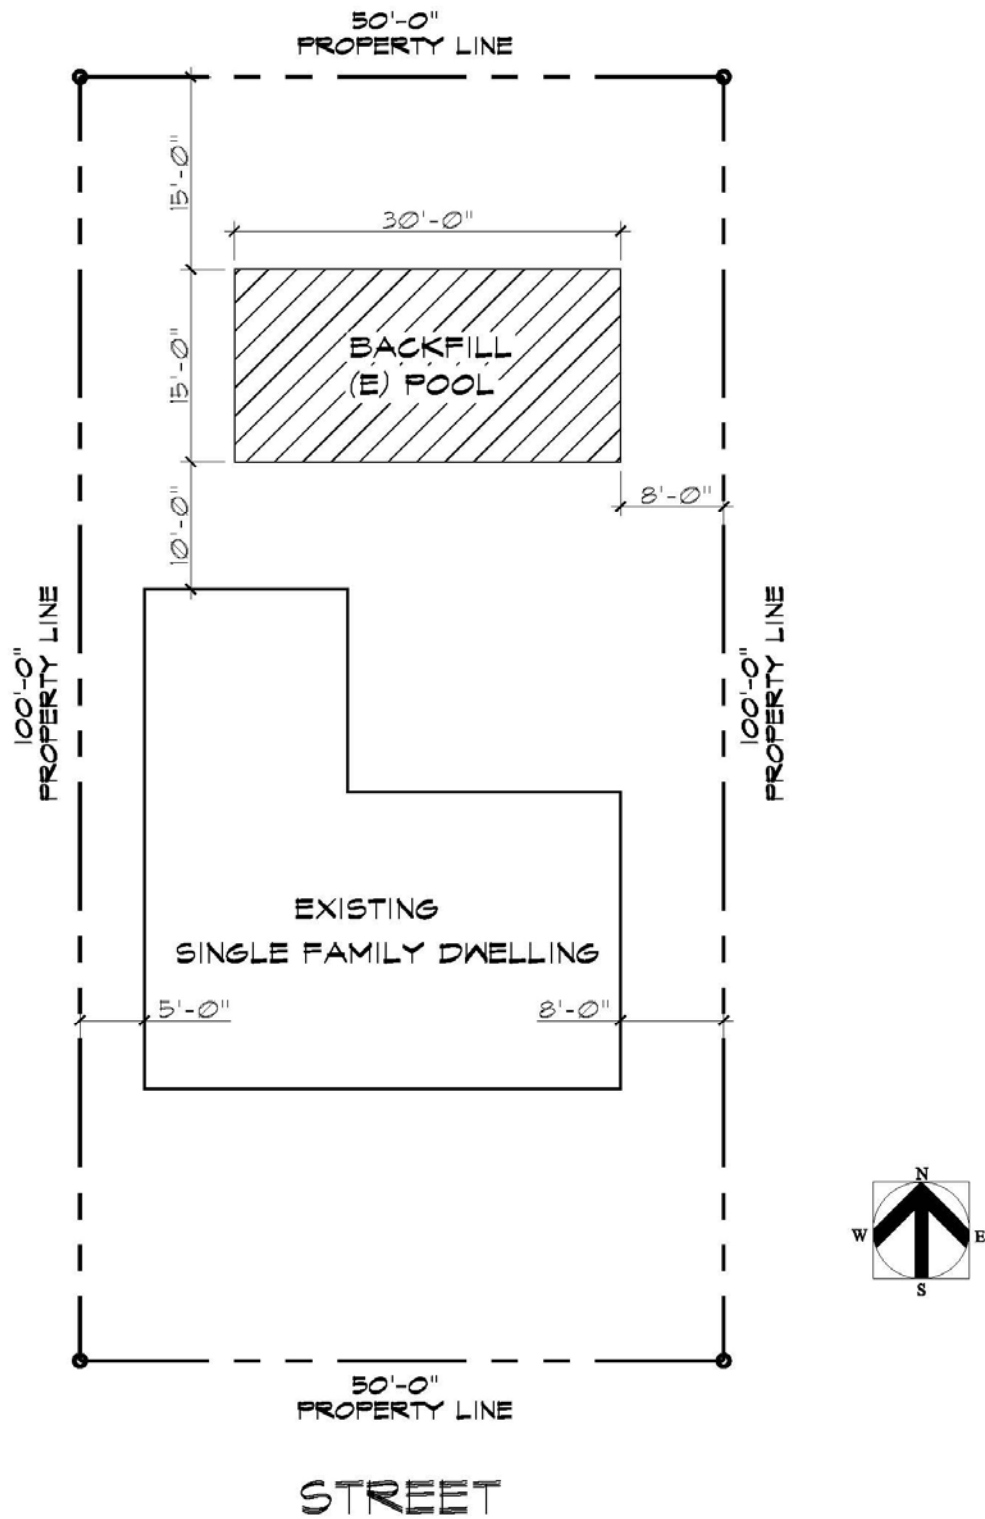 50'-0"
PROPERTY LINE
15'-0"
30'-0"
15'-0"
BACKFILL
(E) POOL
8'-0"
10'-0"
100'-0"
PROPERTY LINE
100'-0"
PROPERTY LINE
EXISTING
SINGLE FAMILY DWELLING
5'-0"
8'-0"
N
W
E
S
50'-0"
PROPERTY LINE
STREET